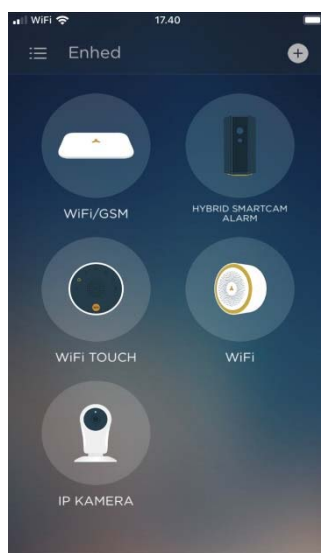 WiFi 17.40
Enhed
WiFi/GSM
HYBRID SMARTCAM
ALARM
WiFi TOUCH
WiFi
IP KAMERA